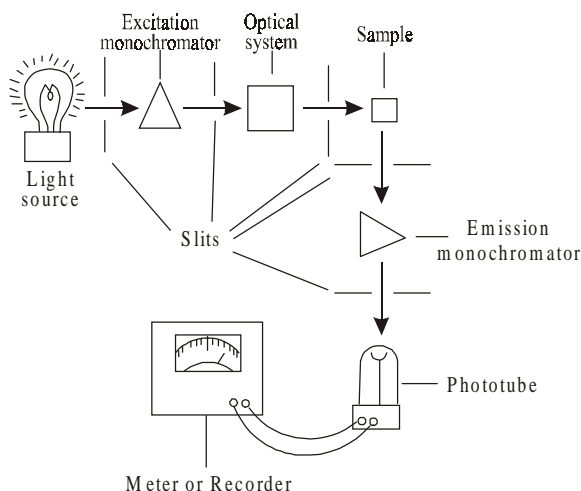 Excitation
monochromator
Optical
system
Sample
Light
source
Slits
Emission
monochromator
Phototube
Meter or Recorder